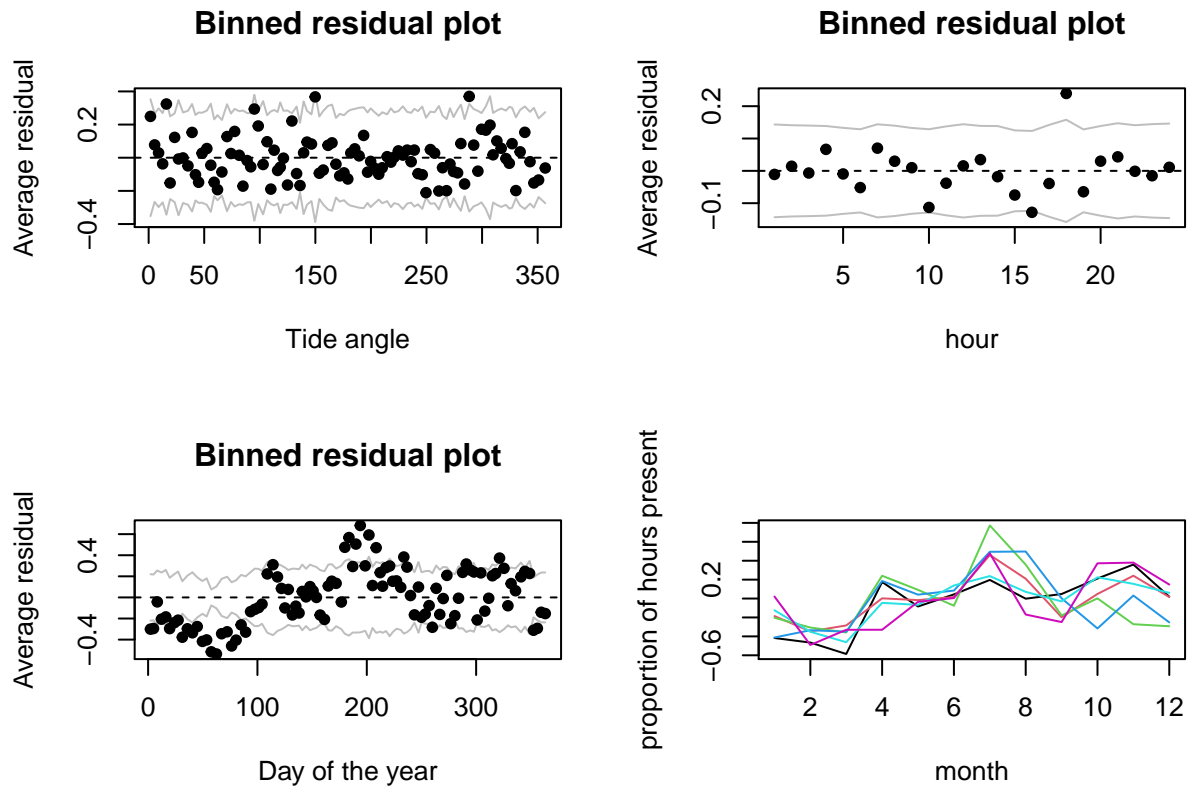 Binned residual plot
Average residual
0.2
−0.4
0 50 150 250 350
Tide angle
Binned residual plot
Average residual
0.2
−0.1
5 10 15 20
hour
Binned residual plot
Average residual
0.4
−0.4
0 100 200 300
Day of the year
proportion of hours present
0.2
−0.6
2 4 6 8 10 12
month